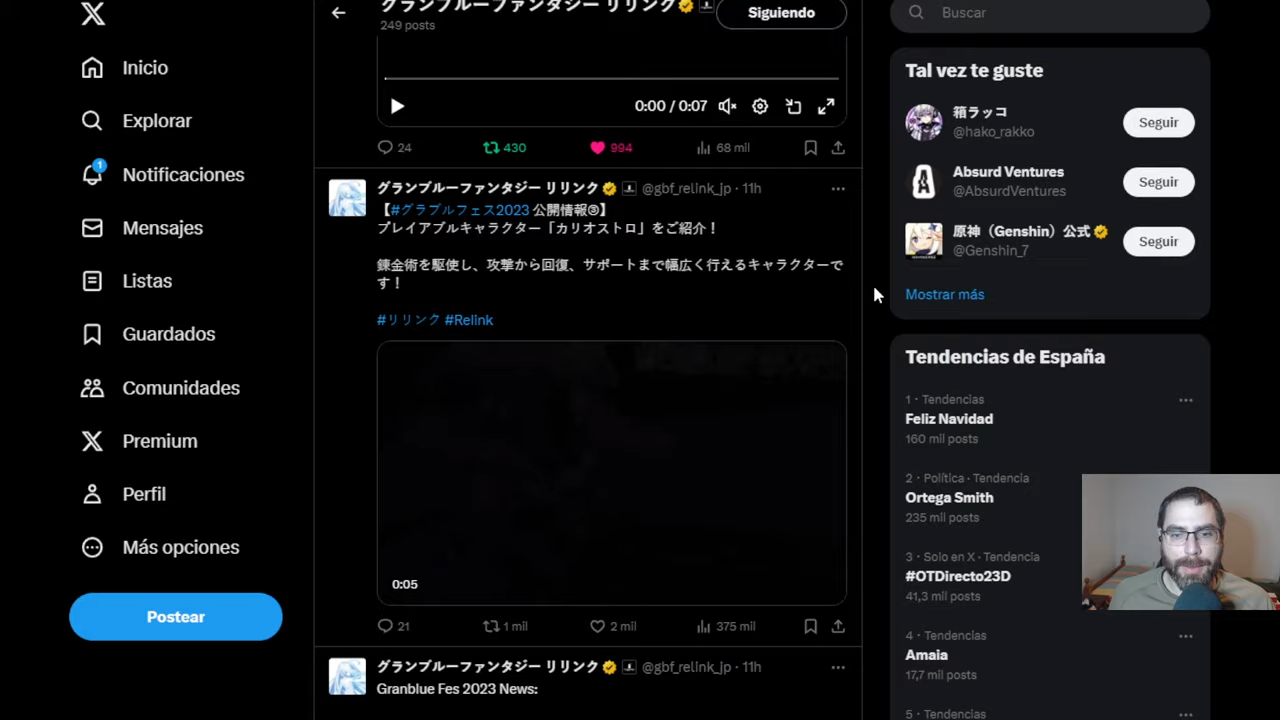 Inicio
Explorar
1
Notificaciones
Mensajes
Listas
Guardados
Comunidades
Premium
Perfil
Más opciones
Postear
グランブルーファンタジー リリンク
249 posts
Siguiendo
0:00 / 0:07
24
430
994
68 mil
グランブルーファンタジー リリンク @gbf_relink_jp · 11h
【#グラブルフェス2023 公開情報⑨】
プレイアブルキャラクター「カリオストロ」をご紹介！
錬金術を駆使し、攻撃から回復、サポートまで幅広く行えるキャラクターで
す！
#リリンク #Relink
0:05
21
1 mil
2 mil
375 mil
グランブルーファンタジー リリンク @gbf_relink_jp · 11h
Granblue Fes 2023 News:
Buscar
Tal vez te guste
箱ラッコ
@hako_rakko
Seguir
Absurd Ventures
@AbsurdVentures
Seguir
原神（Genshin）公式
@Genshin_7
Seguir
Mostrar más
Tendencias de España
1 · Tendencias
Feliz Navidad
160 mil posts
2 · Política · Tendencia
Ortega Smith
235 mil posts
3 · Solo en X · Tendencia
#OTDirecto23D
41,3 mil posts
4 · Tendencias
Amaia
17,7 mil posts
5 · Tendencias